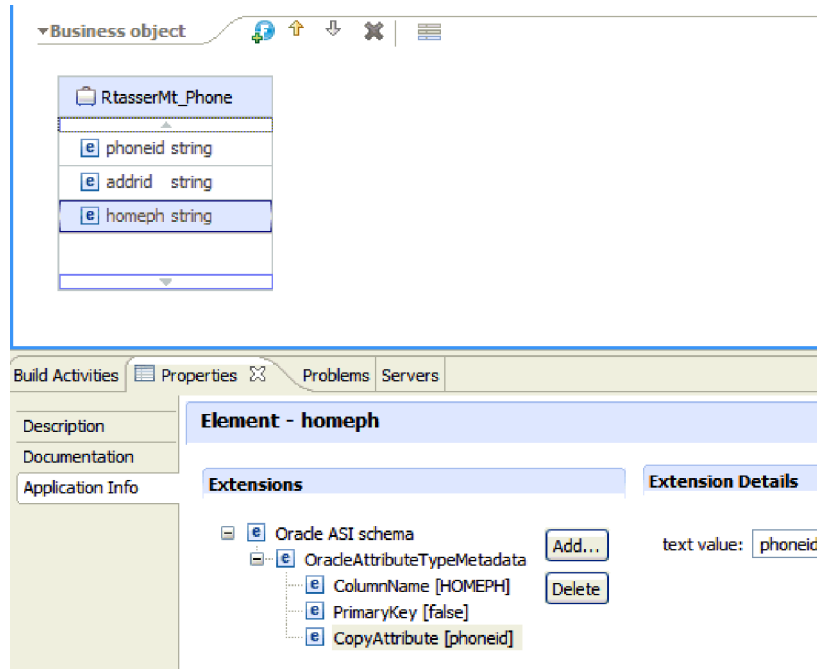 Business object
RtasserMt_Phone
phoneid string
addrid string
homeph string
Build Activities Properties Problems Servers
Description
Documentation
Application Info
Element - homeph
Extensions
Extension Details
Oracle ASI schema
OracleAttributeTypeMetadata
ColumnName [HOMEPH]
PrimaryKey [false]
CopyAttribute [phoneid]
Add...
Delete
text value: phoneid